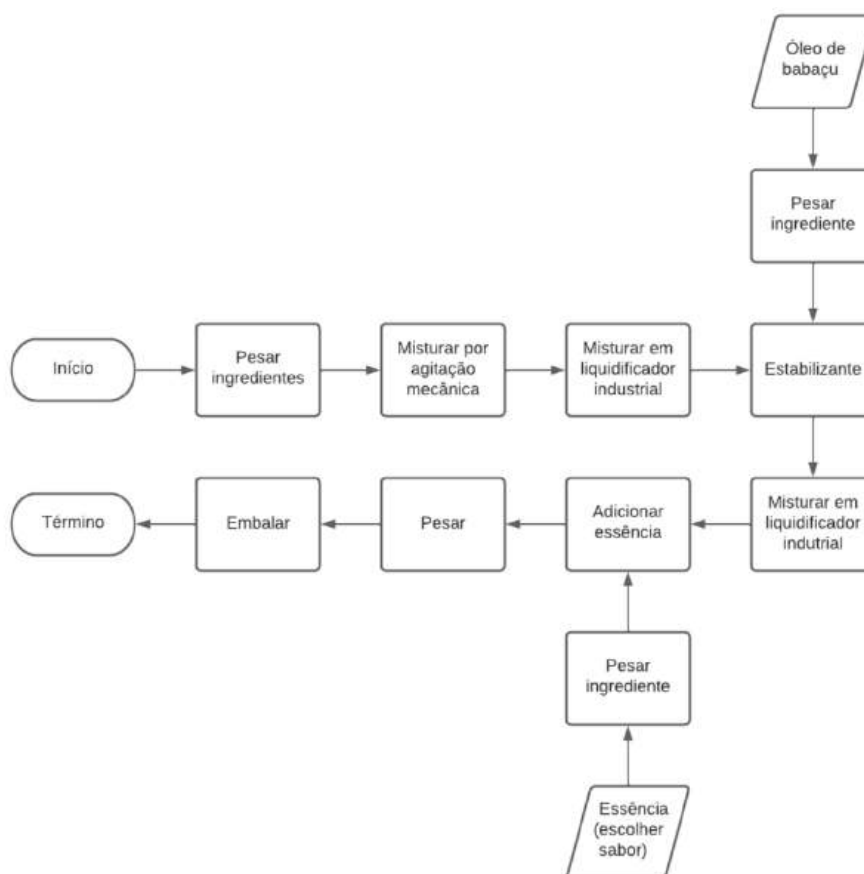 Óleo de
babaçu
Pesar
ingrediente
Início
Pesar
ingredientes
Misturar por
agitação
mecânica
Misturar em
liquidificador
industrial
Estabilizante
Término
Embalar
Pesar
Adicionar
essência
Misturar em
liquidificador
indutrial
Pesar
ingrediente
Essência
(escolher
sabor)